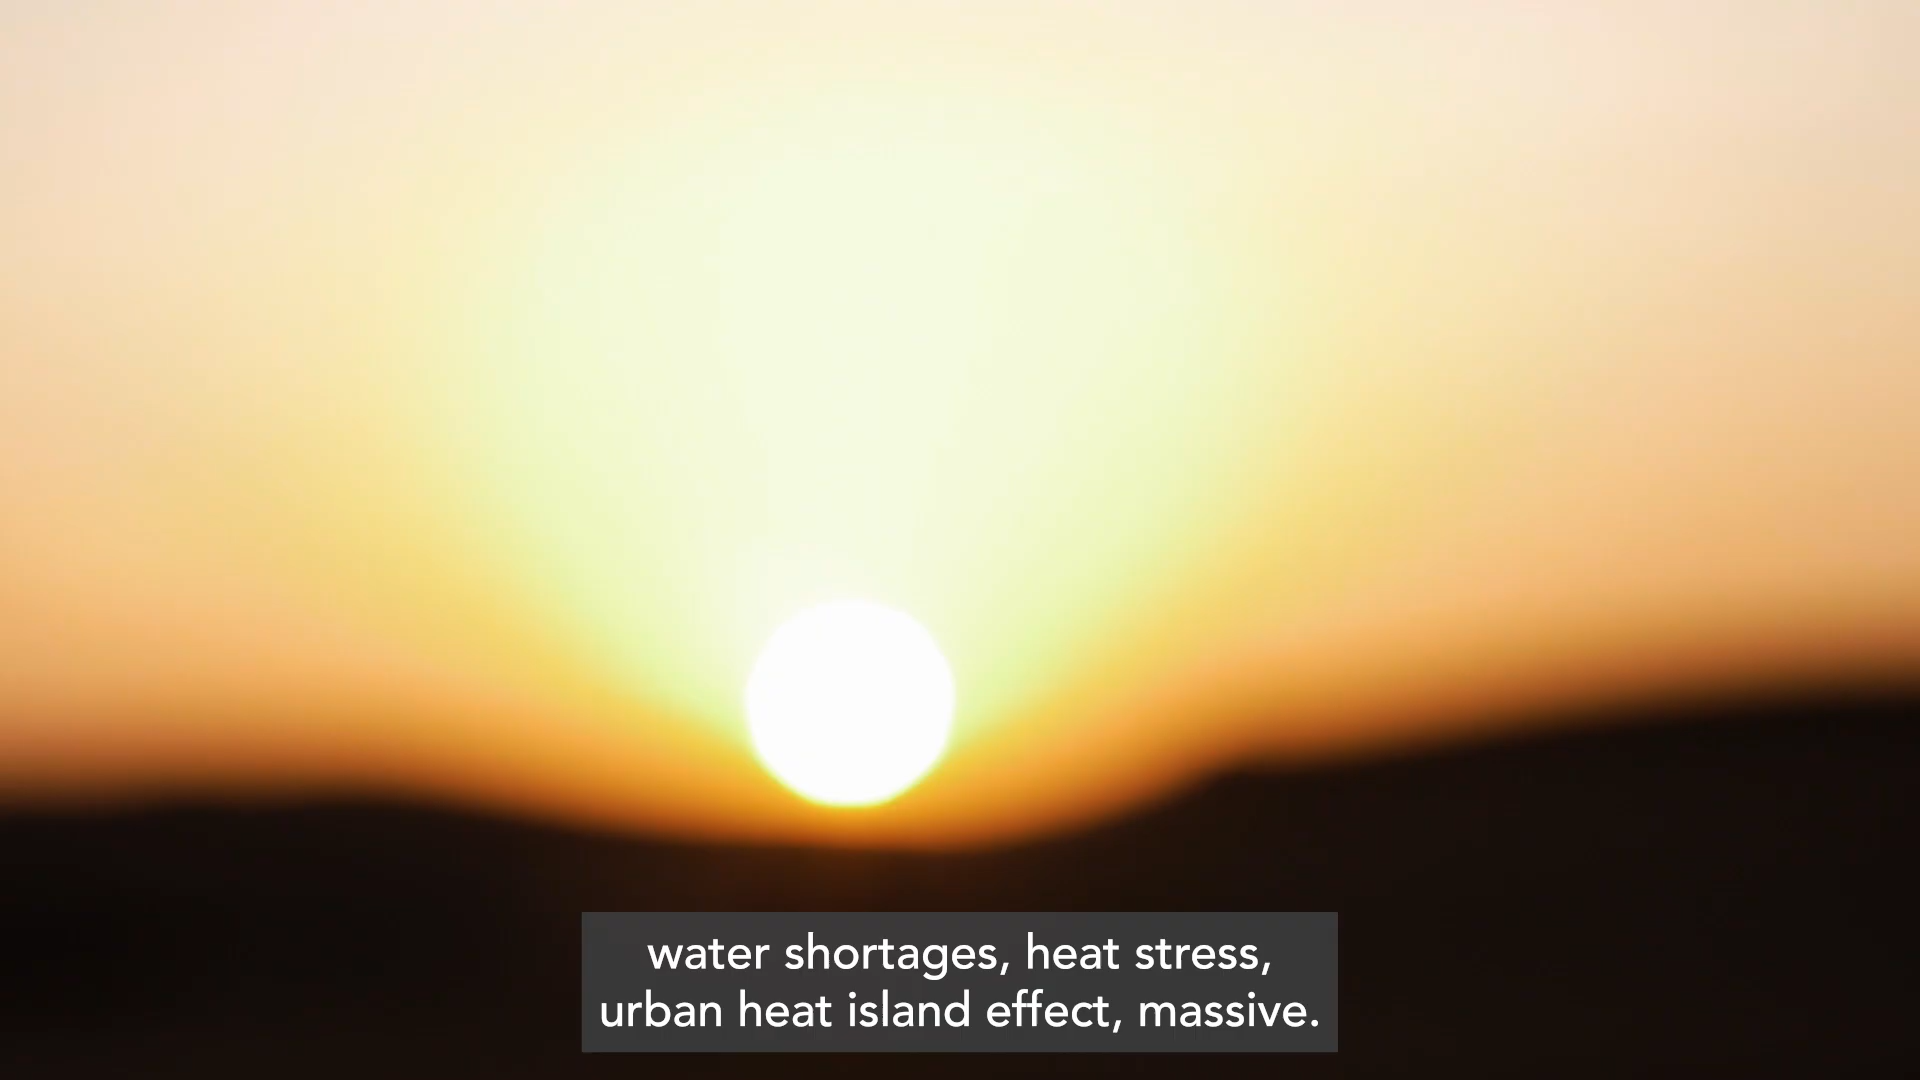 water shortages, heat stress,
urban heat island effect, massive.